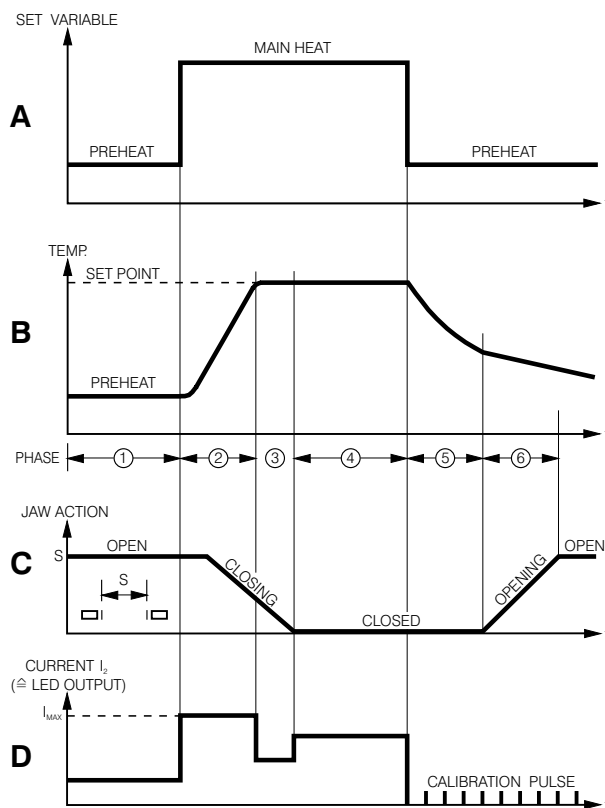 SET VARIABLE
MAIN HEAT
A
PREHEAT
PREHEAT
TEMP.
SET POINT
B
PREHEAT
PHASE
① ② ③ ④ ⑤ ⑥
JAW ACTION
S OPEN
OPEN
C
CLOSING
OPENING
S
CLOSED
CURRENT I₂
(≙ LED OUTPUT)
I_MAX
D
CALIBRATION PULSE